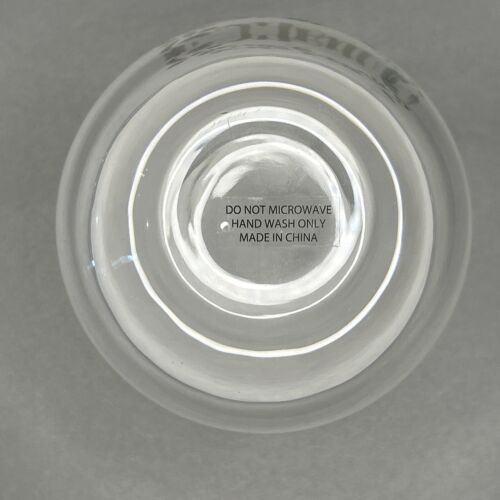 DO NOT MICROWAVE
HAND WASH ONLY
MADE IN CHINA